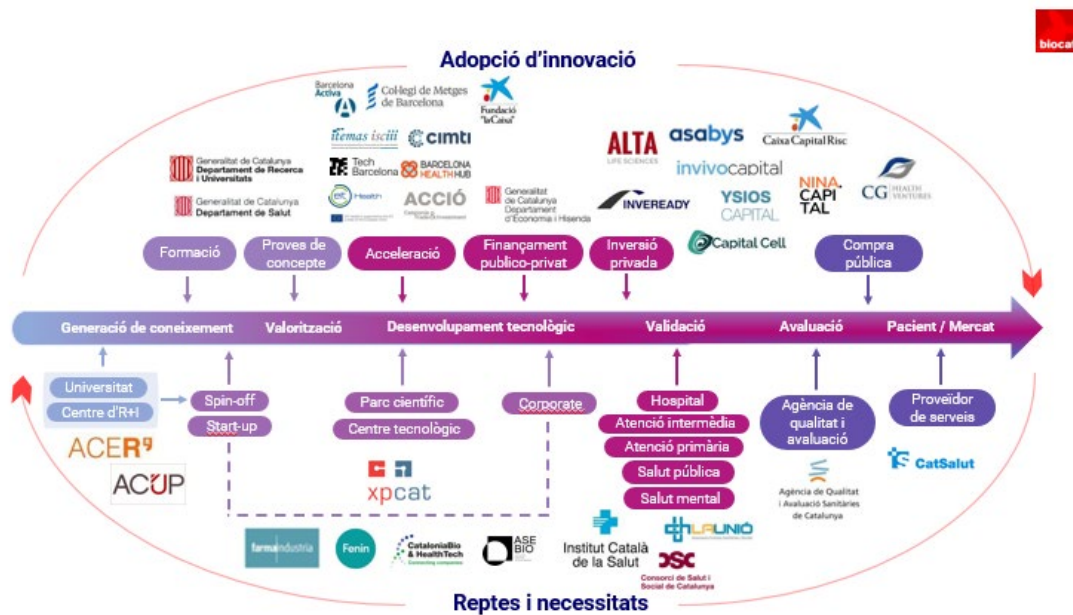 biocat
Adopció d'innovació
Barcelona
Activa
Col·legi de Metges
de Barcelona
Fundació
"la Caixa"
itemas isciii
cimti
Tech
Barcelona
BARCELONA
HEALTH HUB
Generalitat de Catalunya
Departament de Recerca
i Universitats
Generalitat de Catalunya
Departament de Salut
eit Health
ACCIÓ
Generalitat
de Catalunya
Departament
d'Economia i Hisenda
ALTA
LIFE SCIENCES
asabys
Caixa Capital Risc
invivocapital
INVEREADY
YSIOS
CAPITAL
NINA.
CAPI
TAL
CG HEALTH
VENTURES
Capital Cell
Formació
Proves de
concepte
Acceleració
Finançament
publico-privat
Inversió
privada
Compra
pública
Generació de coneixement
Valorització
Desenvolupament tecnològic
Validació
Avaluació
Pacient / Mercat
Universitat
Centre d'R+I
Spin-off
Start-up
Parc científic
Centre tecnològic
Corporate
Hospital
Atenció intermèdia
Atenció primària
Salut pública
Salut mental
Agència de
qualitat i
avaluació
Proveïdor
de serveis
ACER
ACUP
xpcat
CatSalut
Agència de Qualitat
i Avaluació Sanitàries
de Catalunya
farmaindustria
Fenin
CataloniaBio
& HealthTech
Connecting companies
ASE
BIO
Institut Català
de la Salut
LAUNIÓ
CSC
Consorci de Salut i
Social de Catalunya
Reptes i necessitats